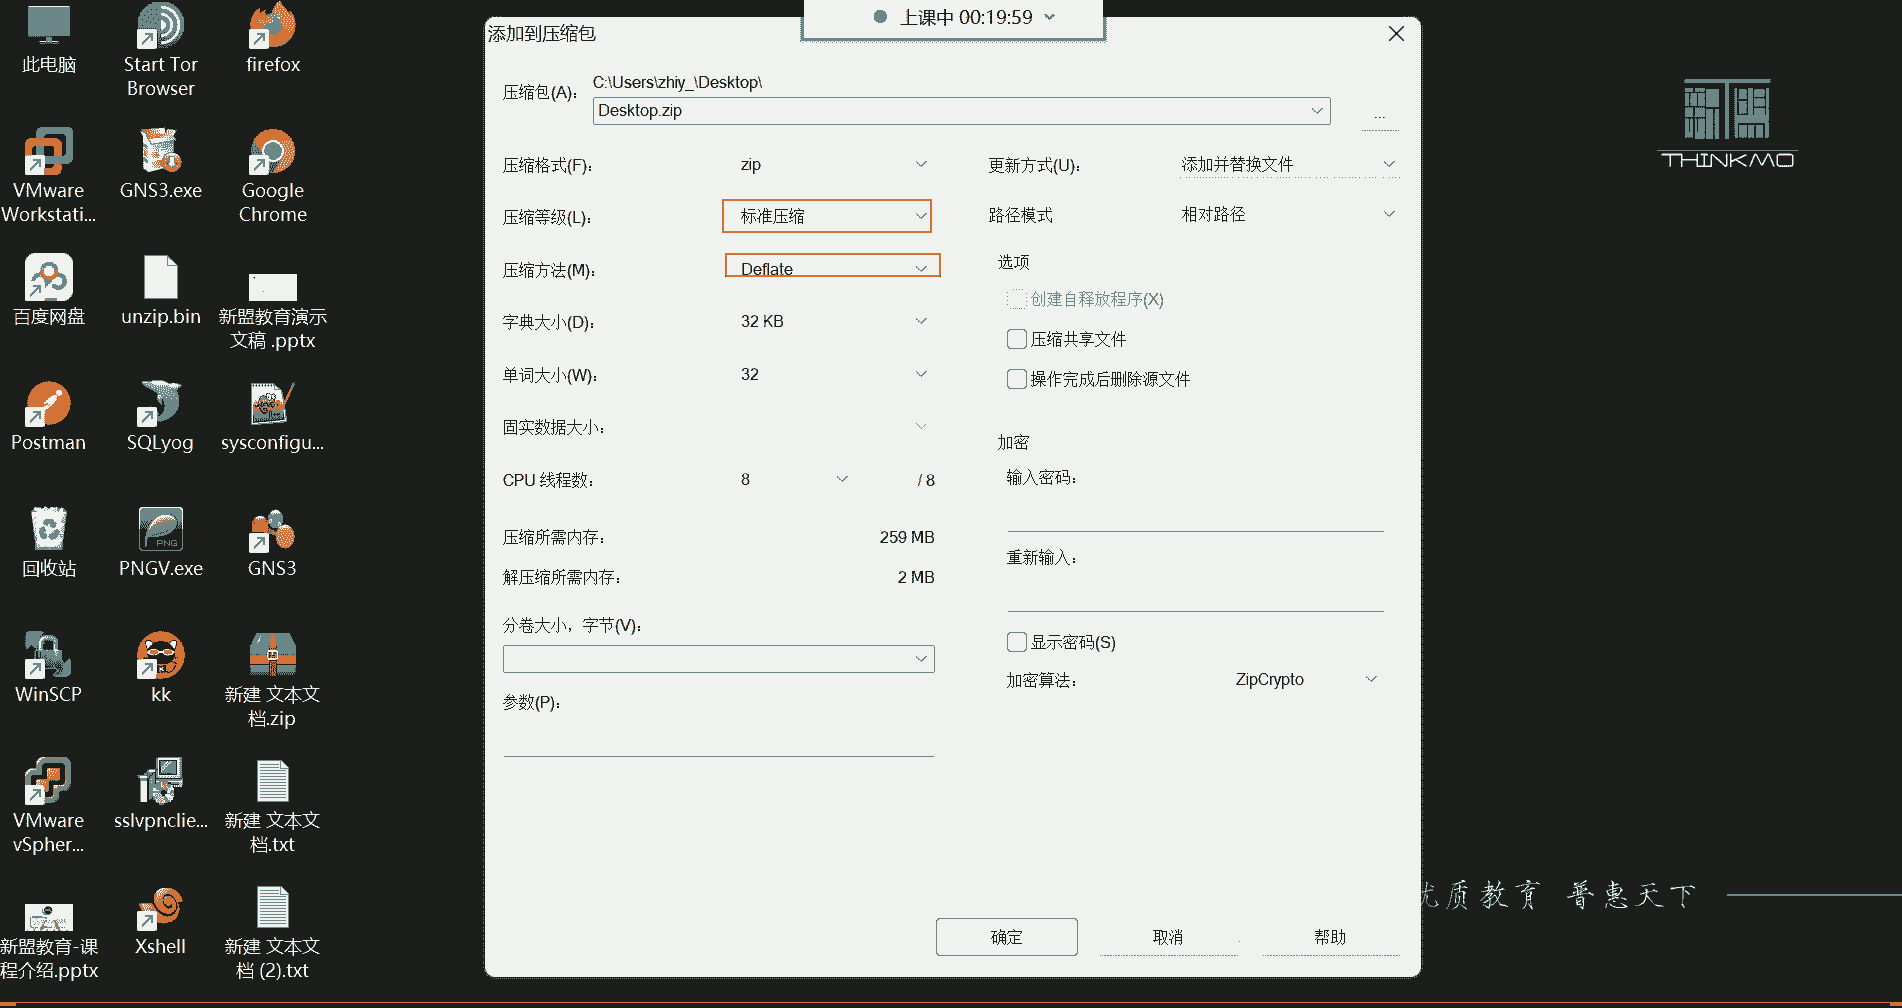 上课中 00:19:59
此电脑
Start Tor
Browser
firefox
VMware
Workstati...
GNS3.exe
Google
Chrome
百度网盘
unzip.bin
新盟教育演示
文稿 .pptx
Postman
SQLyog
sysconfigu...
回收站
PNG
PNGV.exe
GNS3
WinSCP
kk
新建 文本文
档.zip
VMware
vSpher...
sslvpnclie...
新建 文本文
档.txt
新盟教育-课
程介绍.pptx
Xshell
新建 文本文
档 (2).txt
添加到压缩包
压缩包(A):
C:\Users\zhiy_\Desktop\
Desktop.zip
...
压缩格式(F):
zip
压缩等级(L):
标准压缩
压缩方法(M):
Deflate
字典大小(D):
32 KB
单词大小(W):
32
固实数据大小:
CPU 线程数:
8
/ 8
压缩所需内存:
259 MB
解压缩所需内存:
2 MB
分卷大小，字节(V):
参数(P):
更新方式(U):
添加并替换文件
路径模式
相对路径
选项
创建自释放程序(X)
压缩共享文件
操作完成后删除源文件
加密
输入密码:
重新输入:
显示密码(S)
加密算法:
ZipCrypto
确定
取消
帮助
THINKMO
优质教育 普惠天下